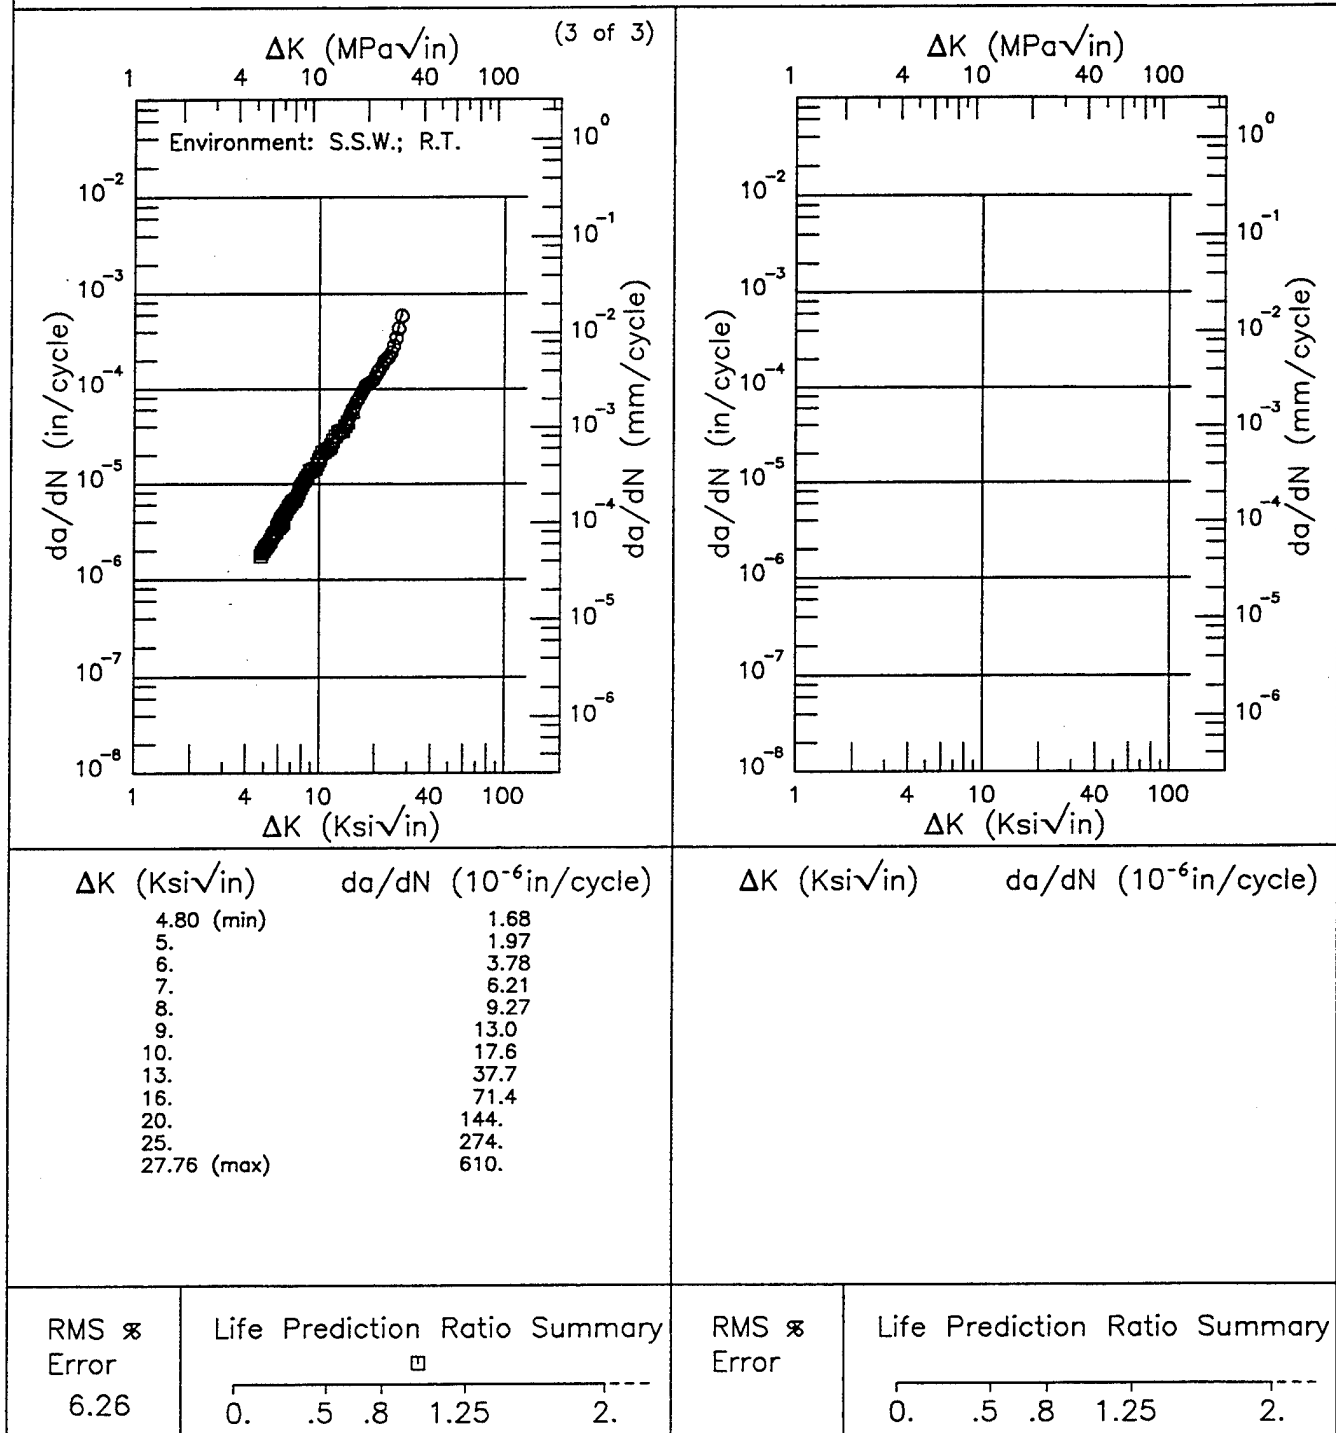 (3 of 3)
ΔK (MPa√in)
1 4 10 40 100
Environment: S.S.W.; R.T.
da/dN (in/cycle)
10⁻²
10⁻³
10⁻⁴
10⁻⁵
10⁻⁶
10⁻⁷
10⁻⁸
10⁰
10⁻¹
10⁻²
10⁻³
10⁻⁴
10⁻⁵
10⁻⁶
da/dN (mm/cycle)
1 4 10 40 100
ΔK (Ksi√in)
ΔK (MPa√in)
1 4 10 40 100
da/dN (in/cycle)
10⁻²
10⁻³
10⁻⁴
10⁻⁵
10⁻⁶
10⁻⁷
10⁻⁸
10⁰
10⁻¹
10⁻²
10⁻³
10⁻⁴
10⁻⁵
10⁻⁶
da/dN (mm/cycle)
1 4 10 40 100
ΔK (Ksi√in)
ΔK (Ksi√in) da/dN (10⁻⁶in/cycle)
4.80 (min) 1.68
5. 1.97
6. 3.78
7. 6.21
8. 9.27
9. 13.0
10. 17.6
13. 37.7
16. 71.4
20. 144.
25. 274.
27.76 (max) 610.
ΔK (Ksi√in) da/dN (10⁻⁶in/cycle)
RMS %
Error
6.26
Life Prediction Ratio Summary
0. .5 .8 1.25 2.
RMS %
Error
Life Prediction Ratio Summary
0. .5 .8 1.25 2.